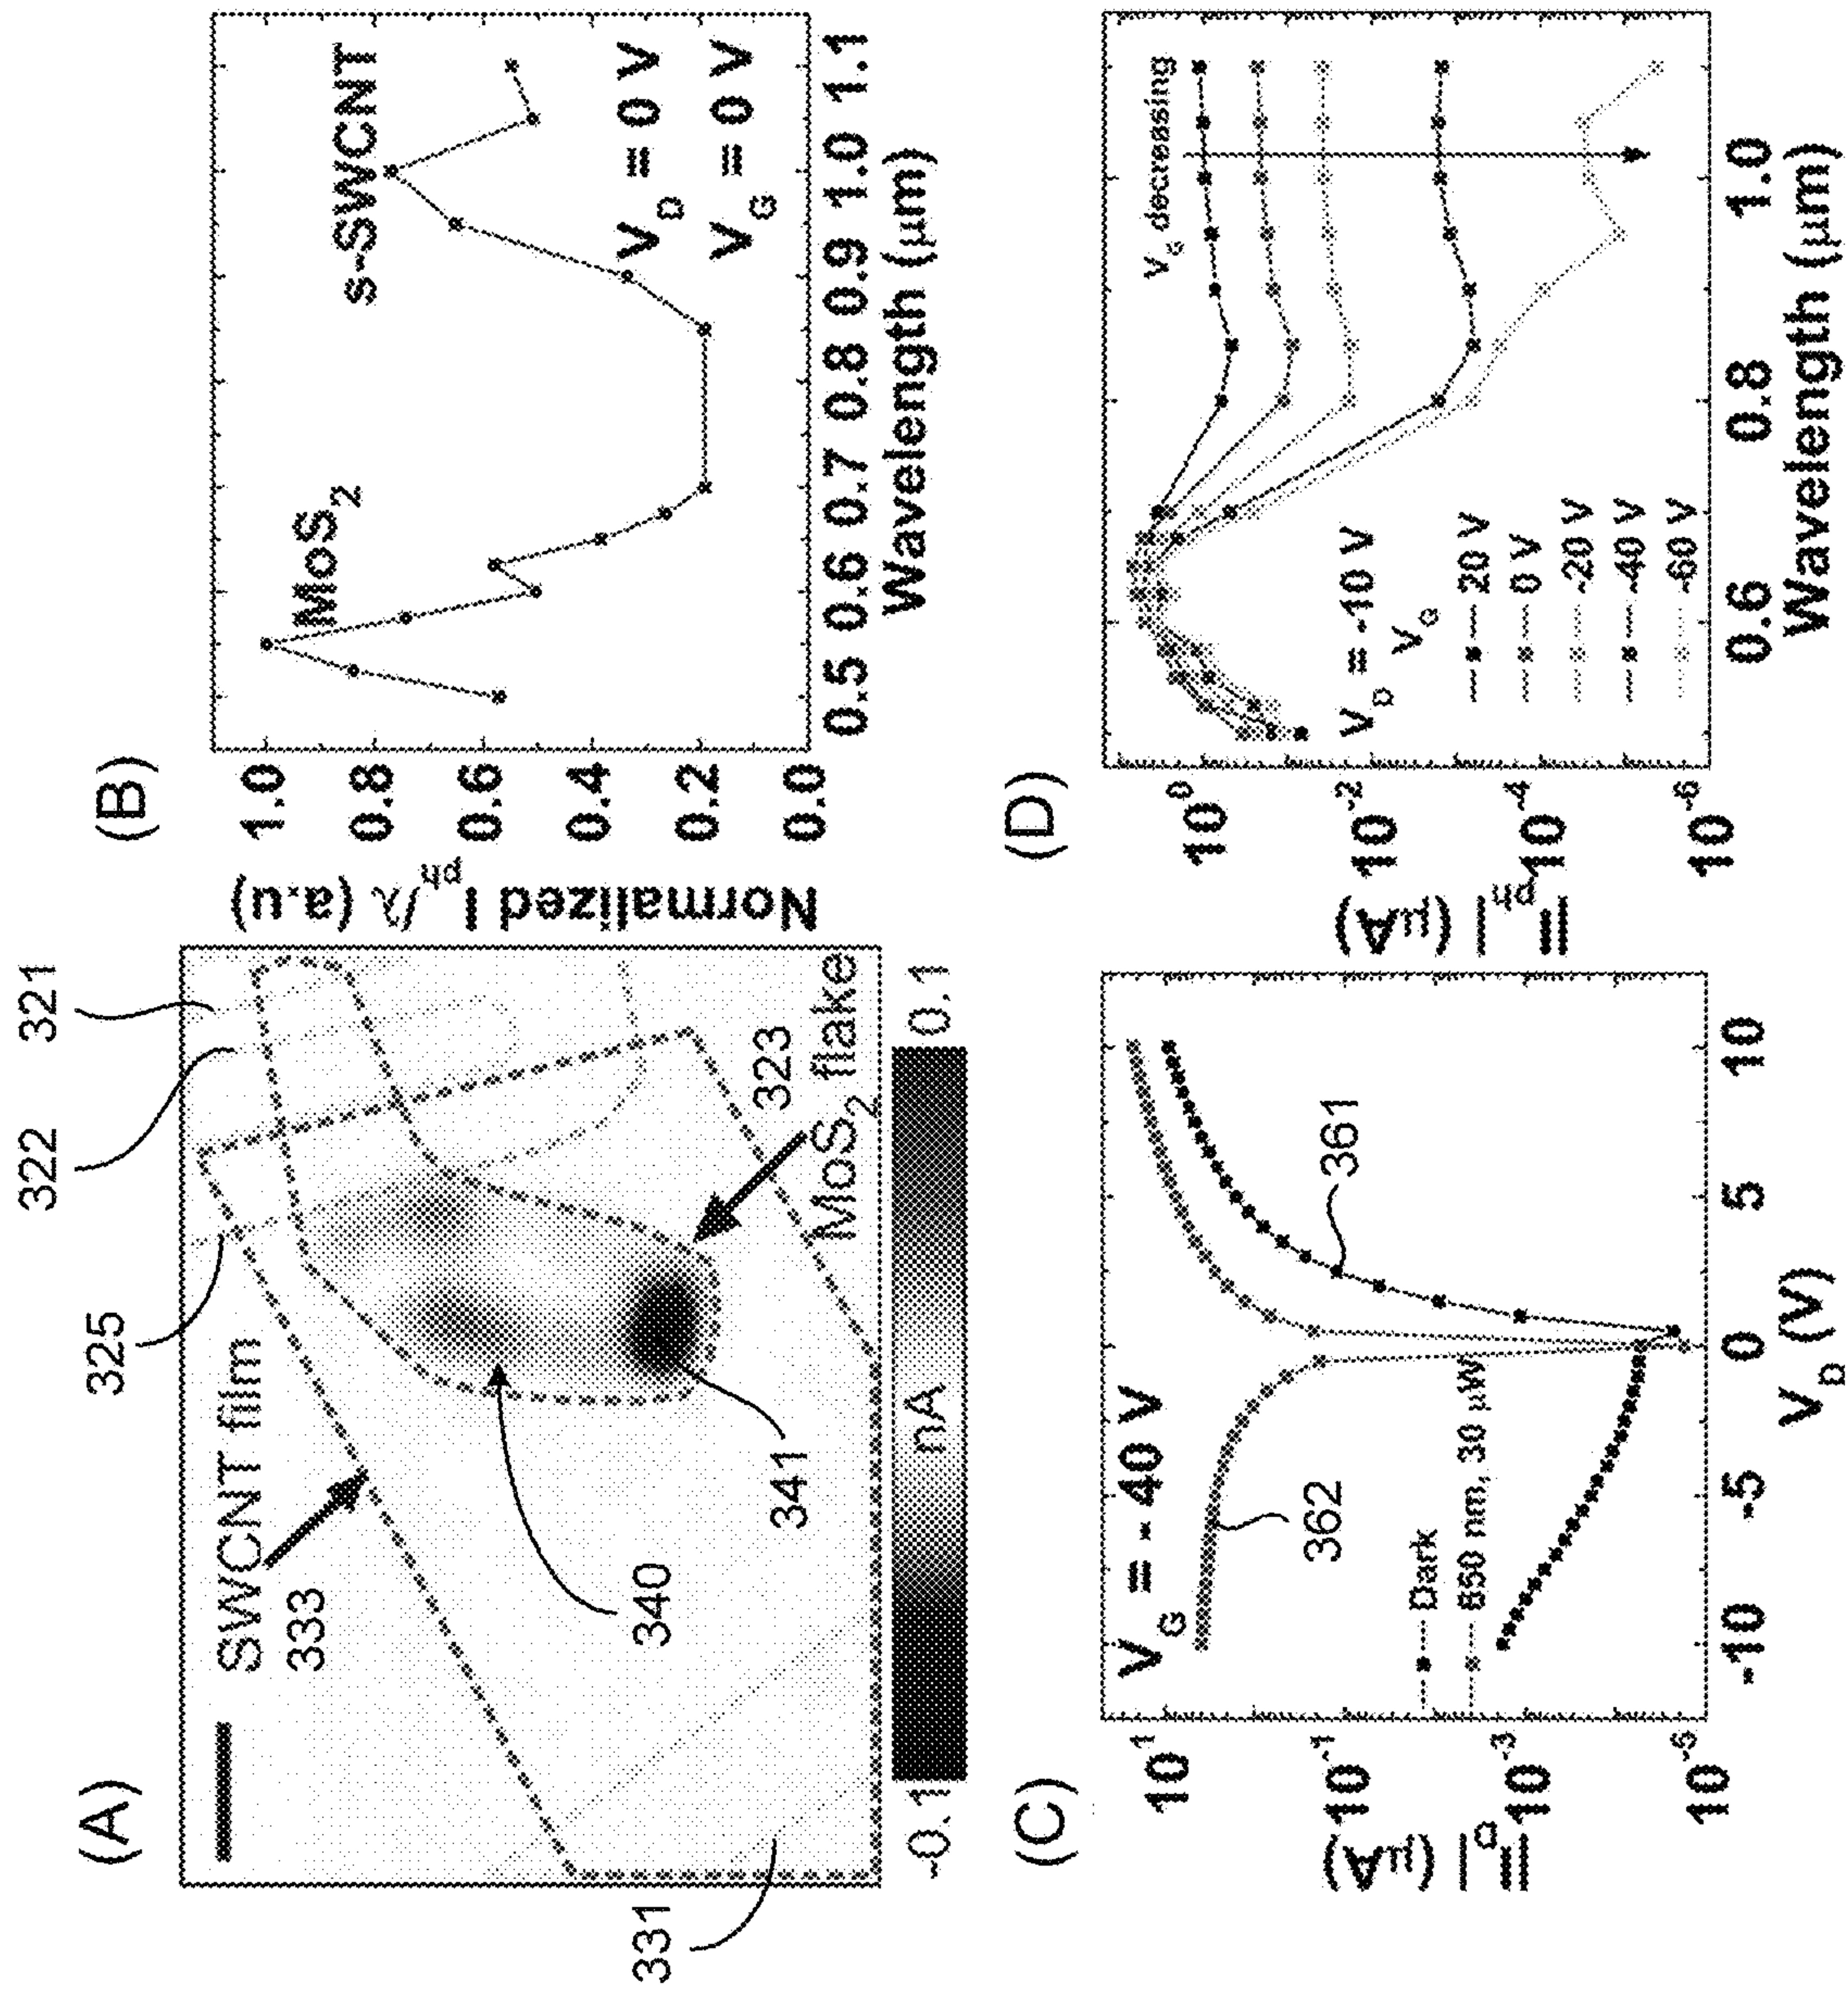 (A)
321
322
325
SWCNT film
333
340
341
323
MoS2 flake
331
-0.1
nA
0.1
(B)
Normalized Iph/λ (a.u)
1.0
0.8
0.6
0.4
0.2
0.0
MoS2
s-SWCNT
VD = 0 V
VG = 0 V
0.5 0.6 0.7 0.8 0.9 1.0 1.1
Wavelength (μm)
(C)
|ID| (μA)
10^1
10^-1
10^-3
10^-5
VG = - 40 V
362
361
Dark
850 nm, 30 μW
-10
-5
0
5
10
VD (V)
(D)
|Iph| (μA)
10^0
10^-2
10^-4
10^-6
VG decreasing
VD = -10 V
VG
20 V
0 V
-20 V
-40 V
-60 V
0.6
0.8
1.0
Wavelength (μm)